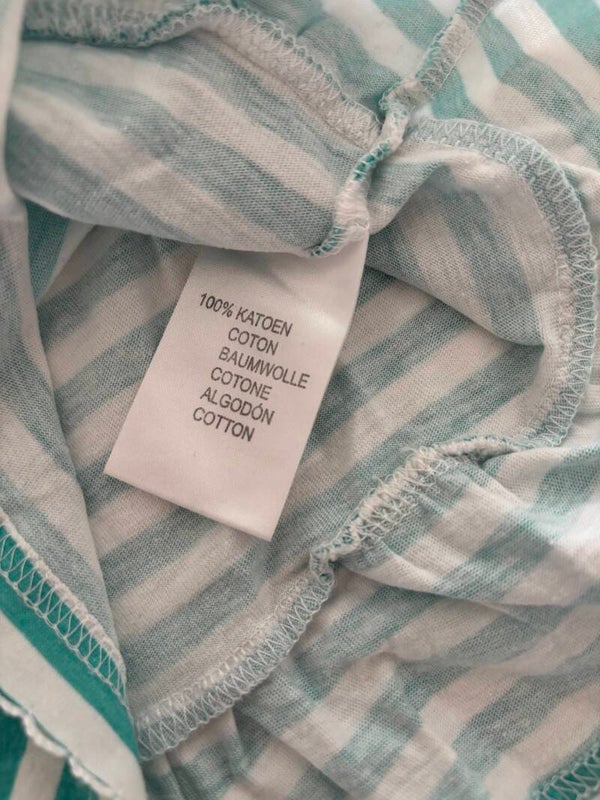 100% KATOEN
COTON
BAUMWOLLE
COTONE
ALGODÓN
COTTON